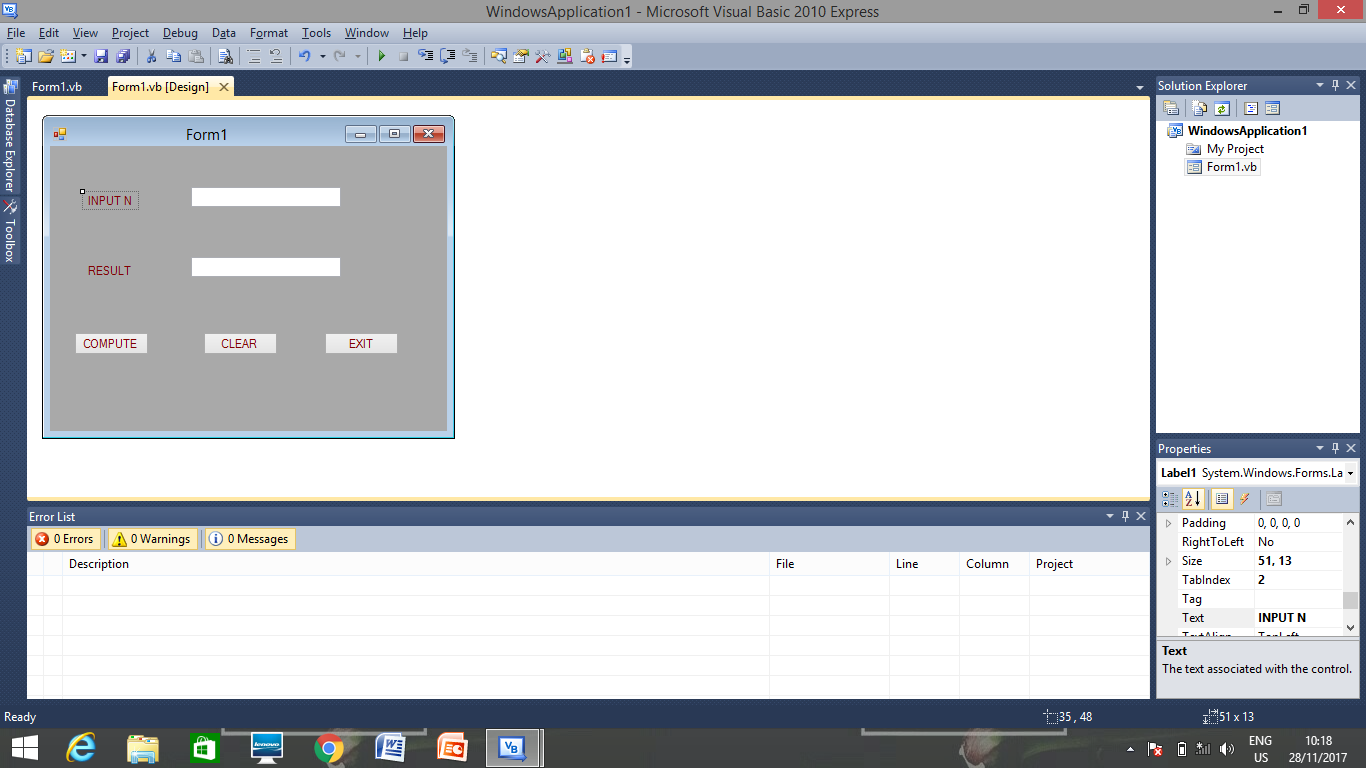 WindowsApplication1 - Microsoft Visual Basic 2010 Express
File Edit View Project Debug Data Format Tools Window Help
Form1.vb
Form1.vb [Design]
Database Explorer
Toolbox
Form1
INPUT N
RESULT
COMPUTE CLEAR EXIT
Solution Explorer
WindowsApplication1
My Project
Form1.vb
Properties
Label1 System.Windows.Forms.La
Padding 0, 0, 0, 0
RightToLeft No
Size 51, 13
TabIndex 2
Tag
Text INPUT N
TextAlign TopLeft
Text
The text associated with the control.
Error List
0 Errors 0 Warnings 0 Messages
Description File Line Column Project
Ready 35 , 48 51 x 13
lenovo
VB
ENG
US
10:18
28/11/2017